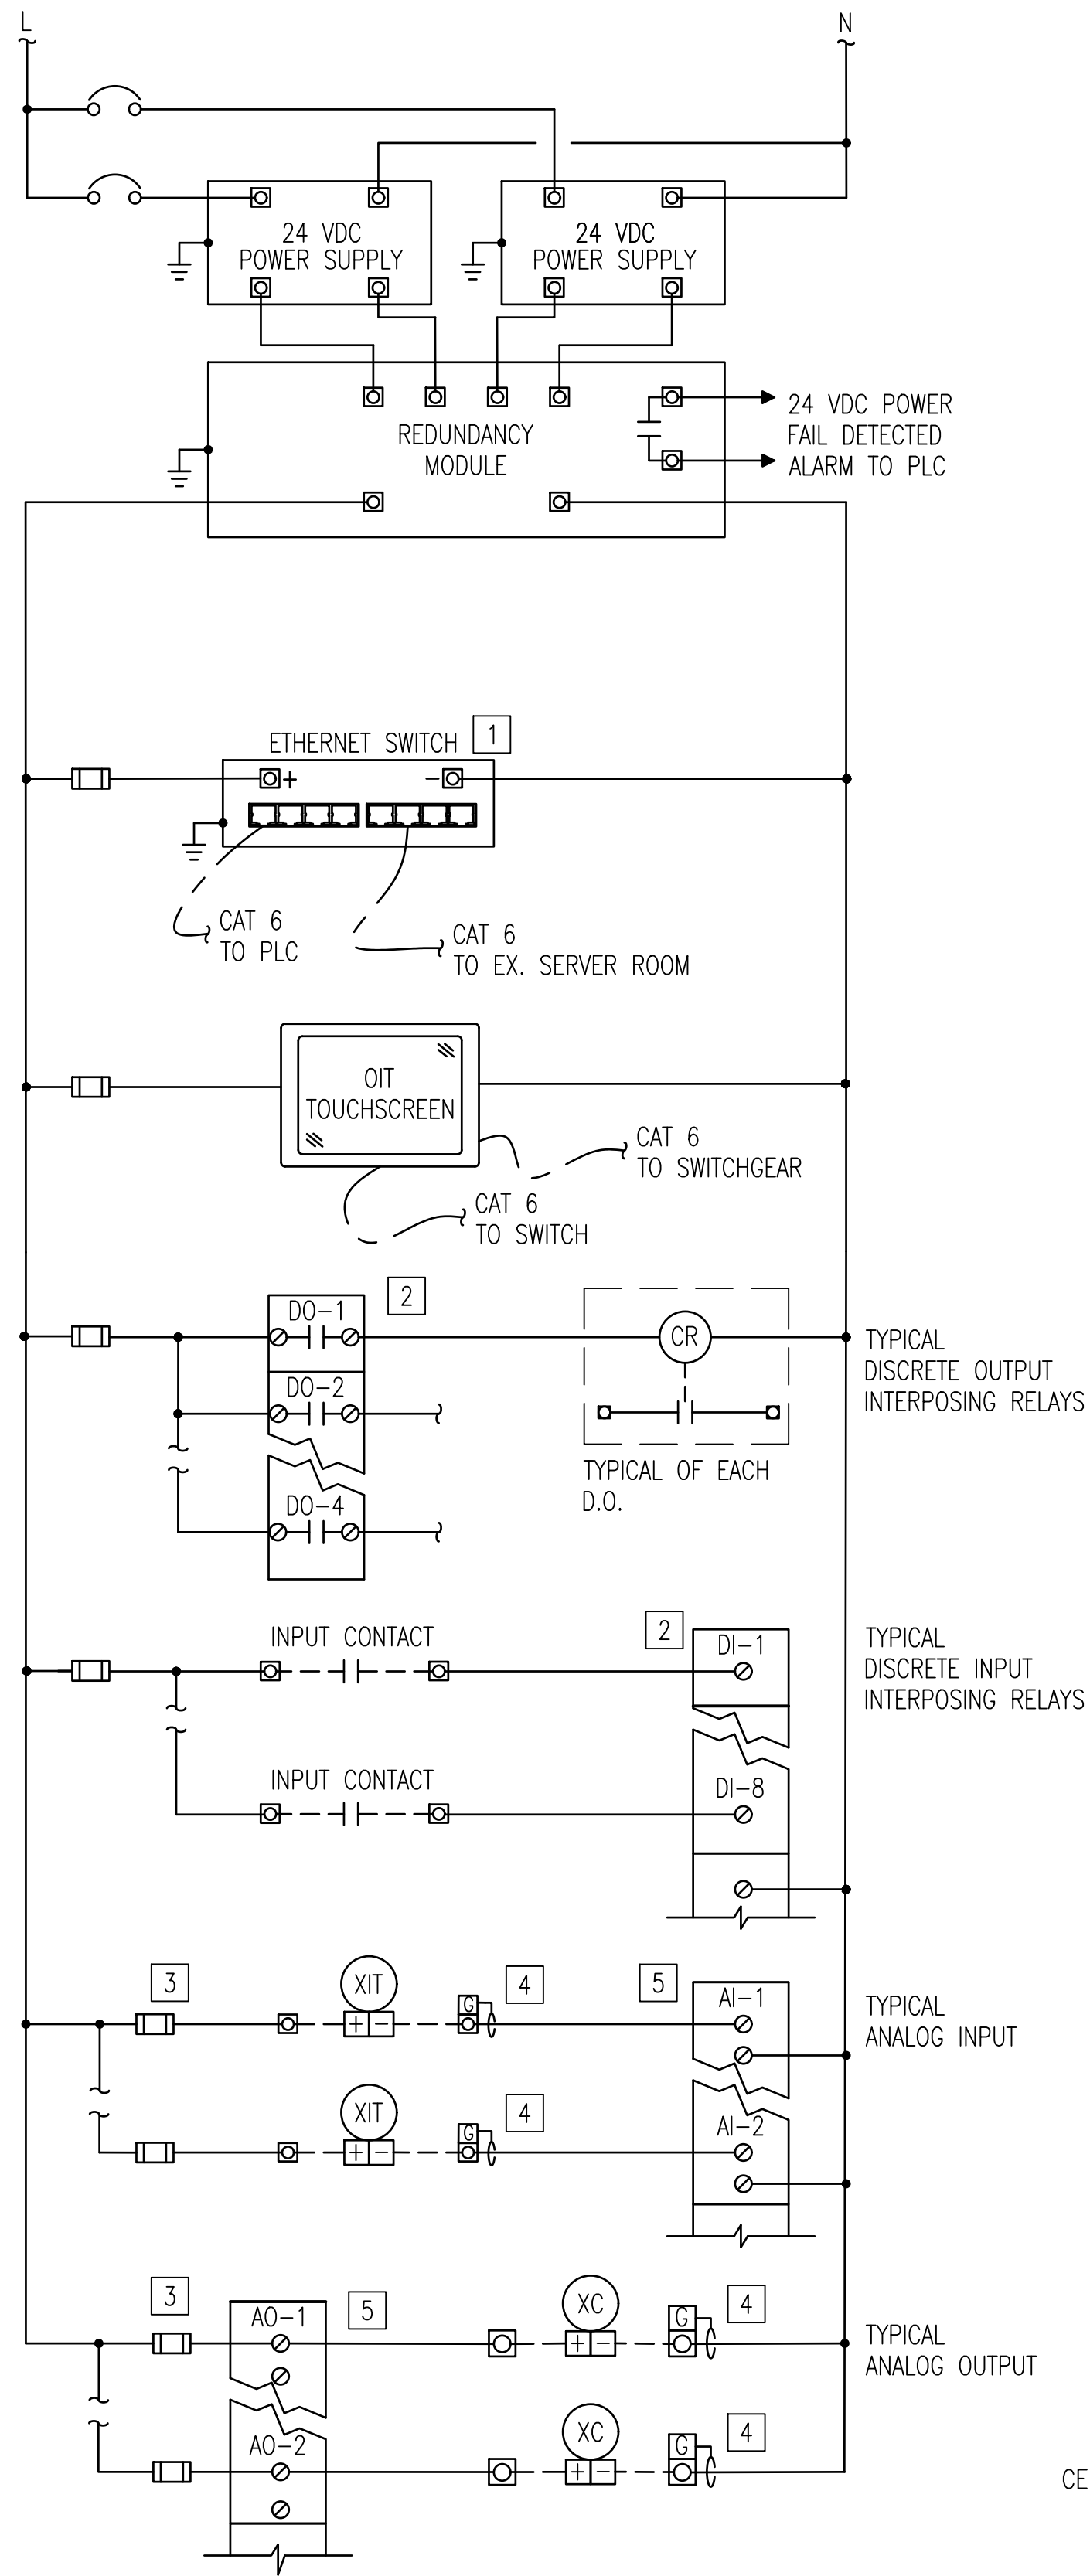 L
N
24 VDC
POWER SUPPLY
24 VDC
POWER SUPPLY
REDUNDANCY
MODULE
24 VDC POWER
FAIL DETECTED
ALARM TO PLC
ETHERNET SWITCH
1
+
−
CAT 6
TO PLC
CAT 6
TO EX. SERVER ROOM
OIT
TOUCHSCREEN
CAT 6
TO SWITCHGEAR
CAT 6
TO SWITCH
2
DO-1
CR
TYPICAL
DISCRETE OUTPUT
INTERPOSING RELAYS
DO-2
TYPICAL OF EACH
D.O.
DO-4
INPUT CONTACT
2
DI-1
TYPICAL
DISCRETE INPUT
INTERPOSING RELAYS
INPUT CONTACT
DI-8
3
XIT
+ −
G
4
5
AI-1
TYPICAL
ANALOG INPUT
XIT
+ −
G
4
AI-2
3
AO-1
5
XC
+ −
G
4
TYPICAL
ANALOG OUTPUT
AO-2
XC
+ −
G
4
CE